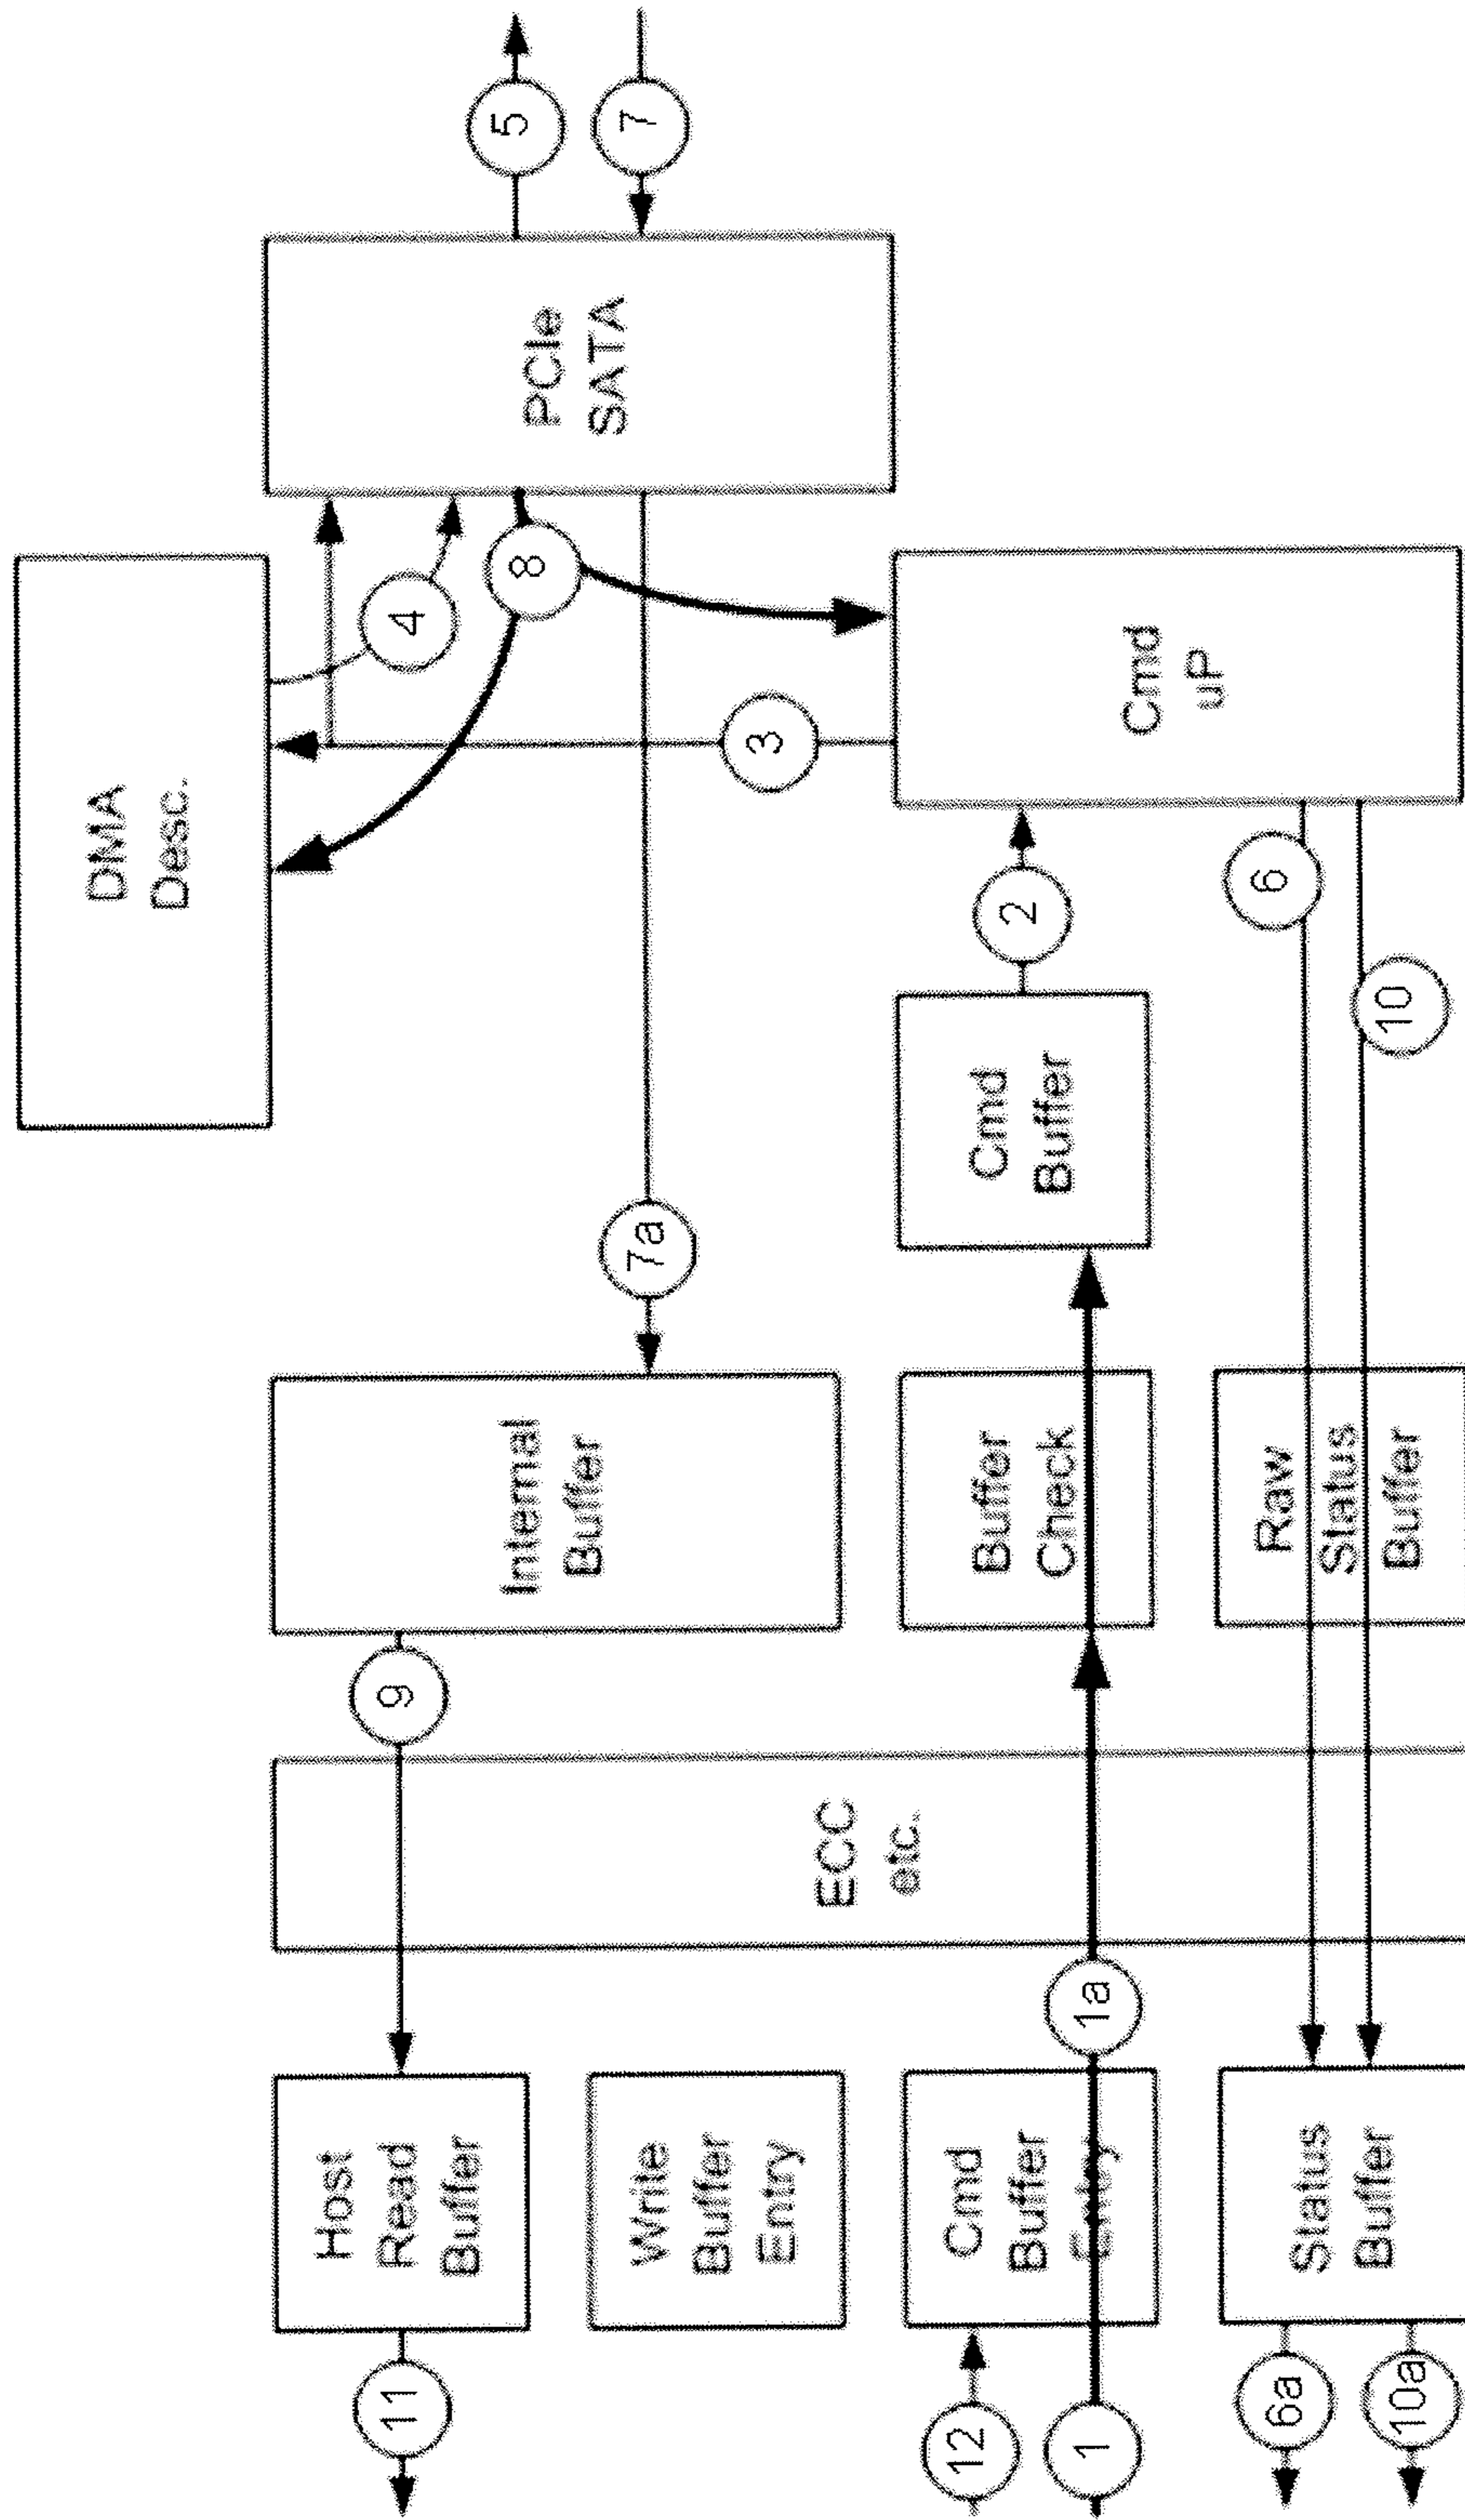 DMA
Desc.
5
7
PCIe
SATA
4
8
3
Cmd
uP
2
6
10
Cmd
Buffer
7a
Internal
Buffer
Buffer
Check
Raw
Status
Buffer
9
ECC
etc.
1a
Host
Read
Buffer
Write
Buffer
Entry
Cmd
Buffer
Entry
Status
Buffer
11
12
1
6a
10a